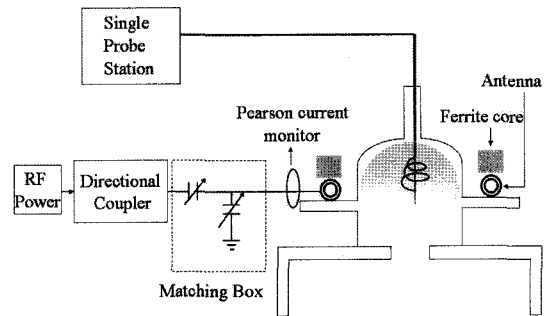 Single
Probe
Station
Antenna
Pearson current
monitor
Ferrite core
RF
Power
Directional
Coupler
Matching Box